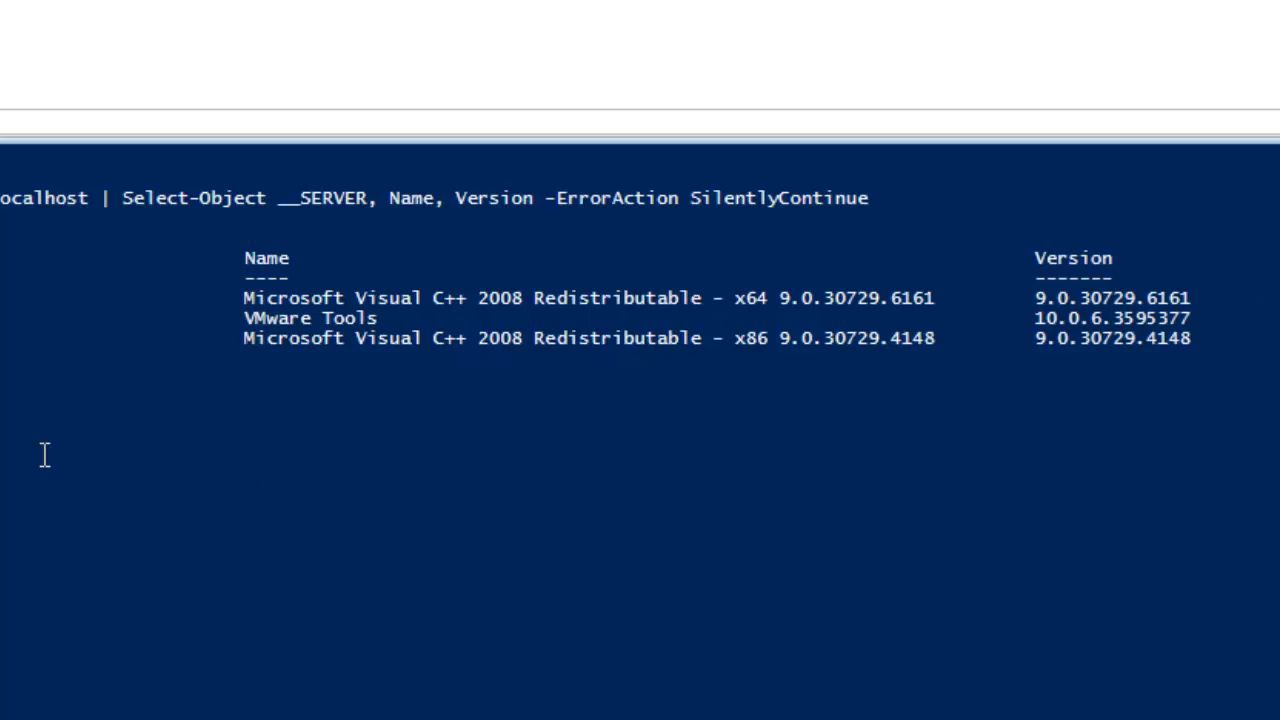 ocalhost | Select-Object __SERVER, Name, Version -ErrorAction SilentlyContinue
Name Version
---- -------
Microsoft Visual C++ 2008 Redistributable - x64 9.0.30729.6161 9.0.30729.6161
VMware Tools 10.0.6.3595377
Microsoft Visual C++ 2008 Redistributable - x86 9.0.30729.4148 9.0.30729.4148